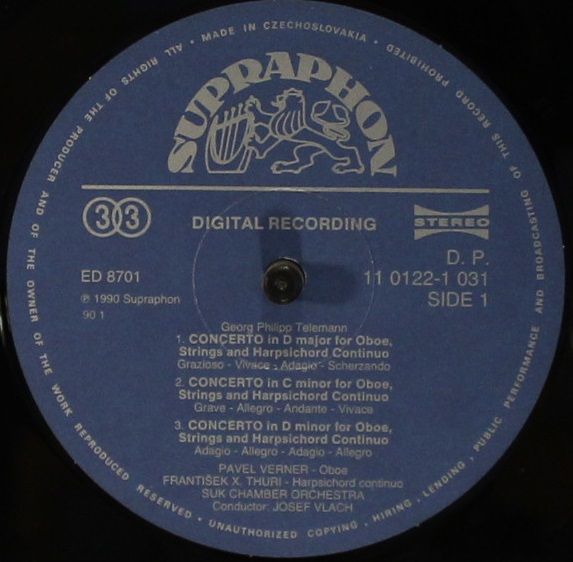 ALL RIGHTS OF THE PRODUCER AND OF THE OWNER OF THE WORK REPRODUCED RESERVED • UNAUTHORIZED COPYING, HIRING, LENDING, PUBLIC PERFORMANCE AND BROADCASTING OF THIS RECORD PROHIBITED • MADE IN CZECHOSLOVAKIA •
SUPRAPHON
33
DIGITAL RECORDING
STEREO
D. P.
ED 8701
11 0122-1 031
℗ 1990 Supraphon
SIDE 1
90 1
Georg Philipp Telemann
1. CONCERTO in D major for Oboe,
Strings and Harpsichord Continuo
Grazioso - Vivace - Adagio - Scherzando
2. CONCERTO in C minor for Oboe,
Strings and Harpsichord Continuo
Grave - Allegro - Andante - Vivace
3. CONCERTO in D minor for Oboe,
Strings and Harpsichord Continuo
Adagio - Allegro - Adagio - Allegro
PAVEL VERNER - Oboe
FRANTIŠEK X. THURI - Harpsichord continuo
SUK CHAMBER ORCHESTRA
Conductor: JOSEF VLACH